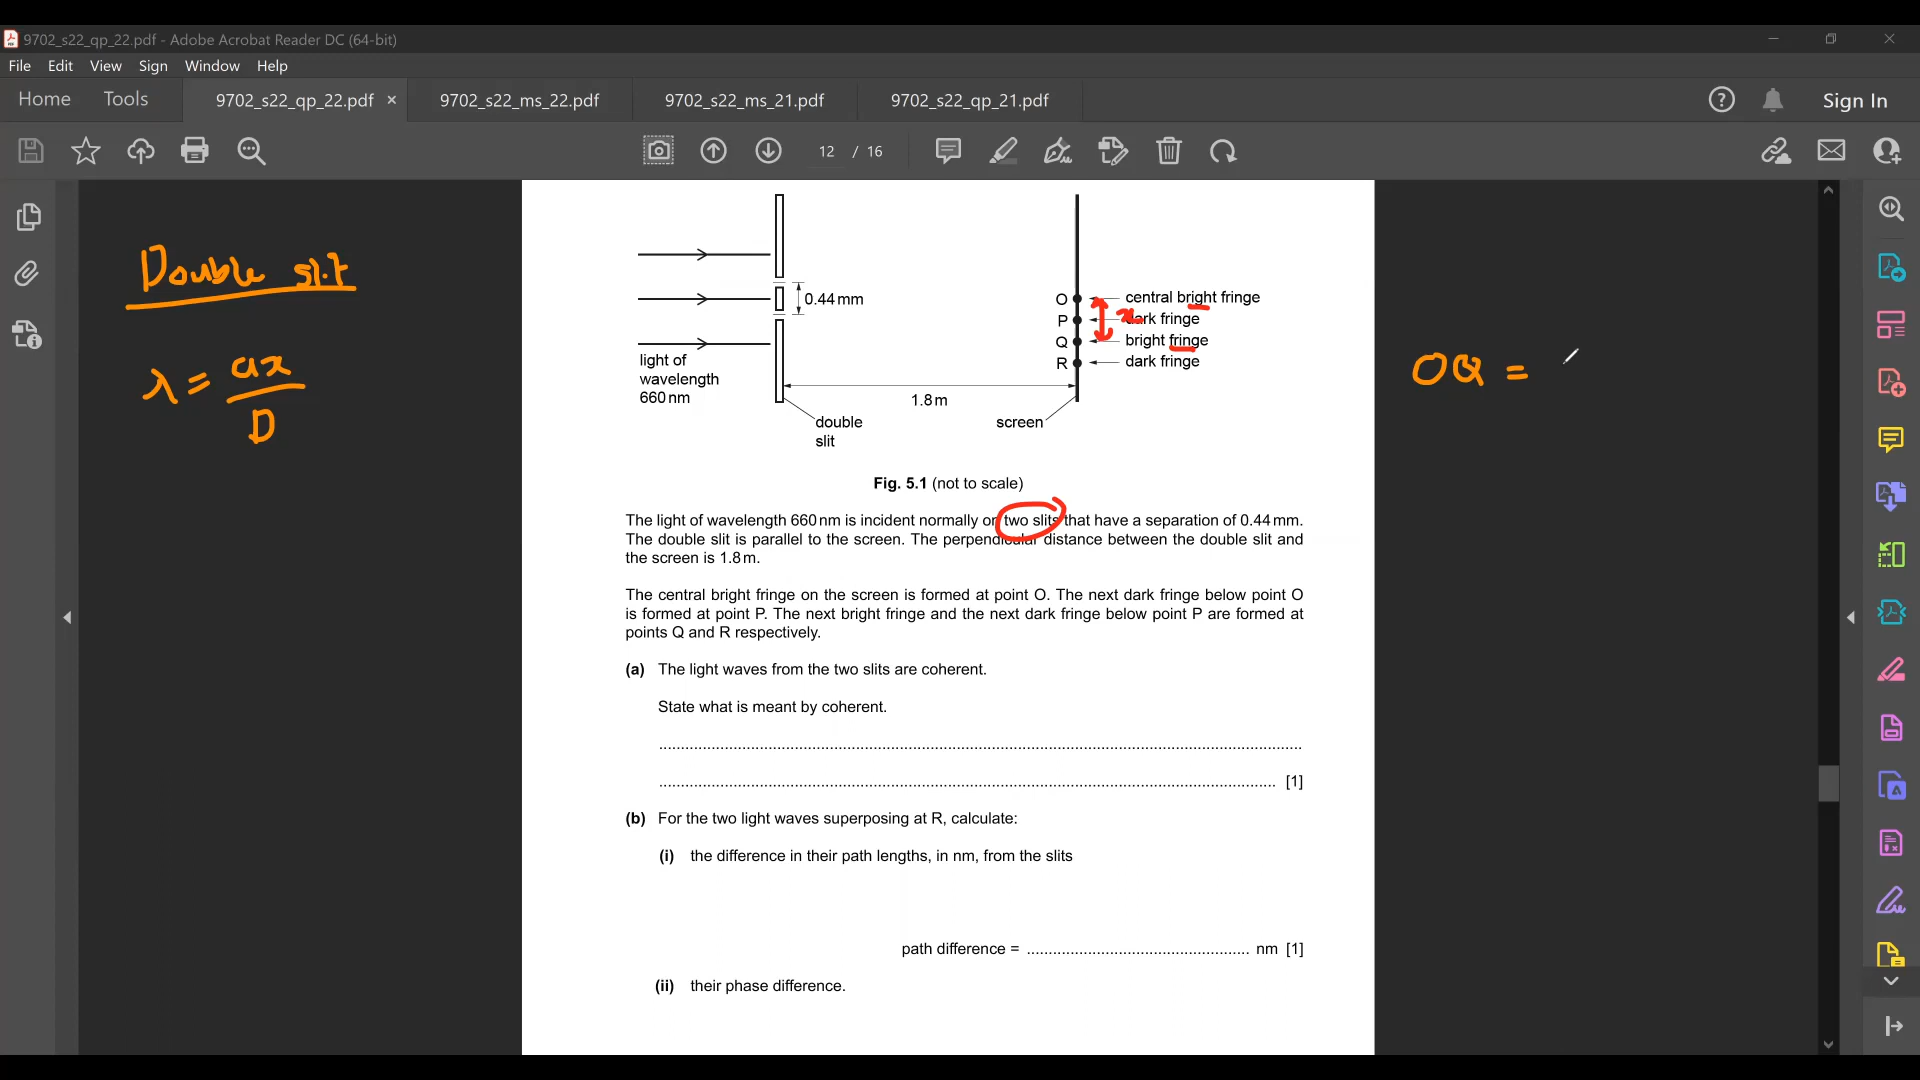 9702_s22_qp_22.pdf - Adobe Acrobat Reader DC (64-bit)
File Edit View Sign Window Help
Home Tools 9702_s22_qp_22.pdf × 9702_s22_ms_22.pdf 9702_s22_ms_21.pdf 9702_s22_qp_21.pdf Sign In
12 / 16
Double slit
λ = ax / D
0.44 mm
light of
wavelength
660 nm
1.8 m
double
slit
screen
O central bright fringe
x
P dark fringe
Q bright fringe
R dark fringe
OQ =
Fig. 5.1 (not to scale)
The light of wavelength 660 nm is incident normally on two slits that have a separation of 0.44 mm.
The double slit is parallel to the screen. The perpendicular distance between the double slit and
the screen is 1.8 m.
The central bright fringe on the screen is formed at point O. The next dark fringe below point O
is formed at point P. The next bright fringe and the next dark fringe below point P are formed at
points Q and R respectively.
(a) The light waves from the two slits are coherent.
State what is meant by coherent.
[1]
(b) For the two light waves superposing at R, calculate:
(i) the difference in their path lengths, in nm, from the slits
path difference = .................................................. nm [1]
(ii) their phase difference.